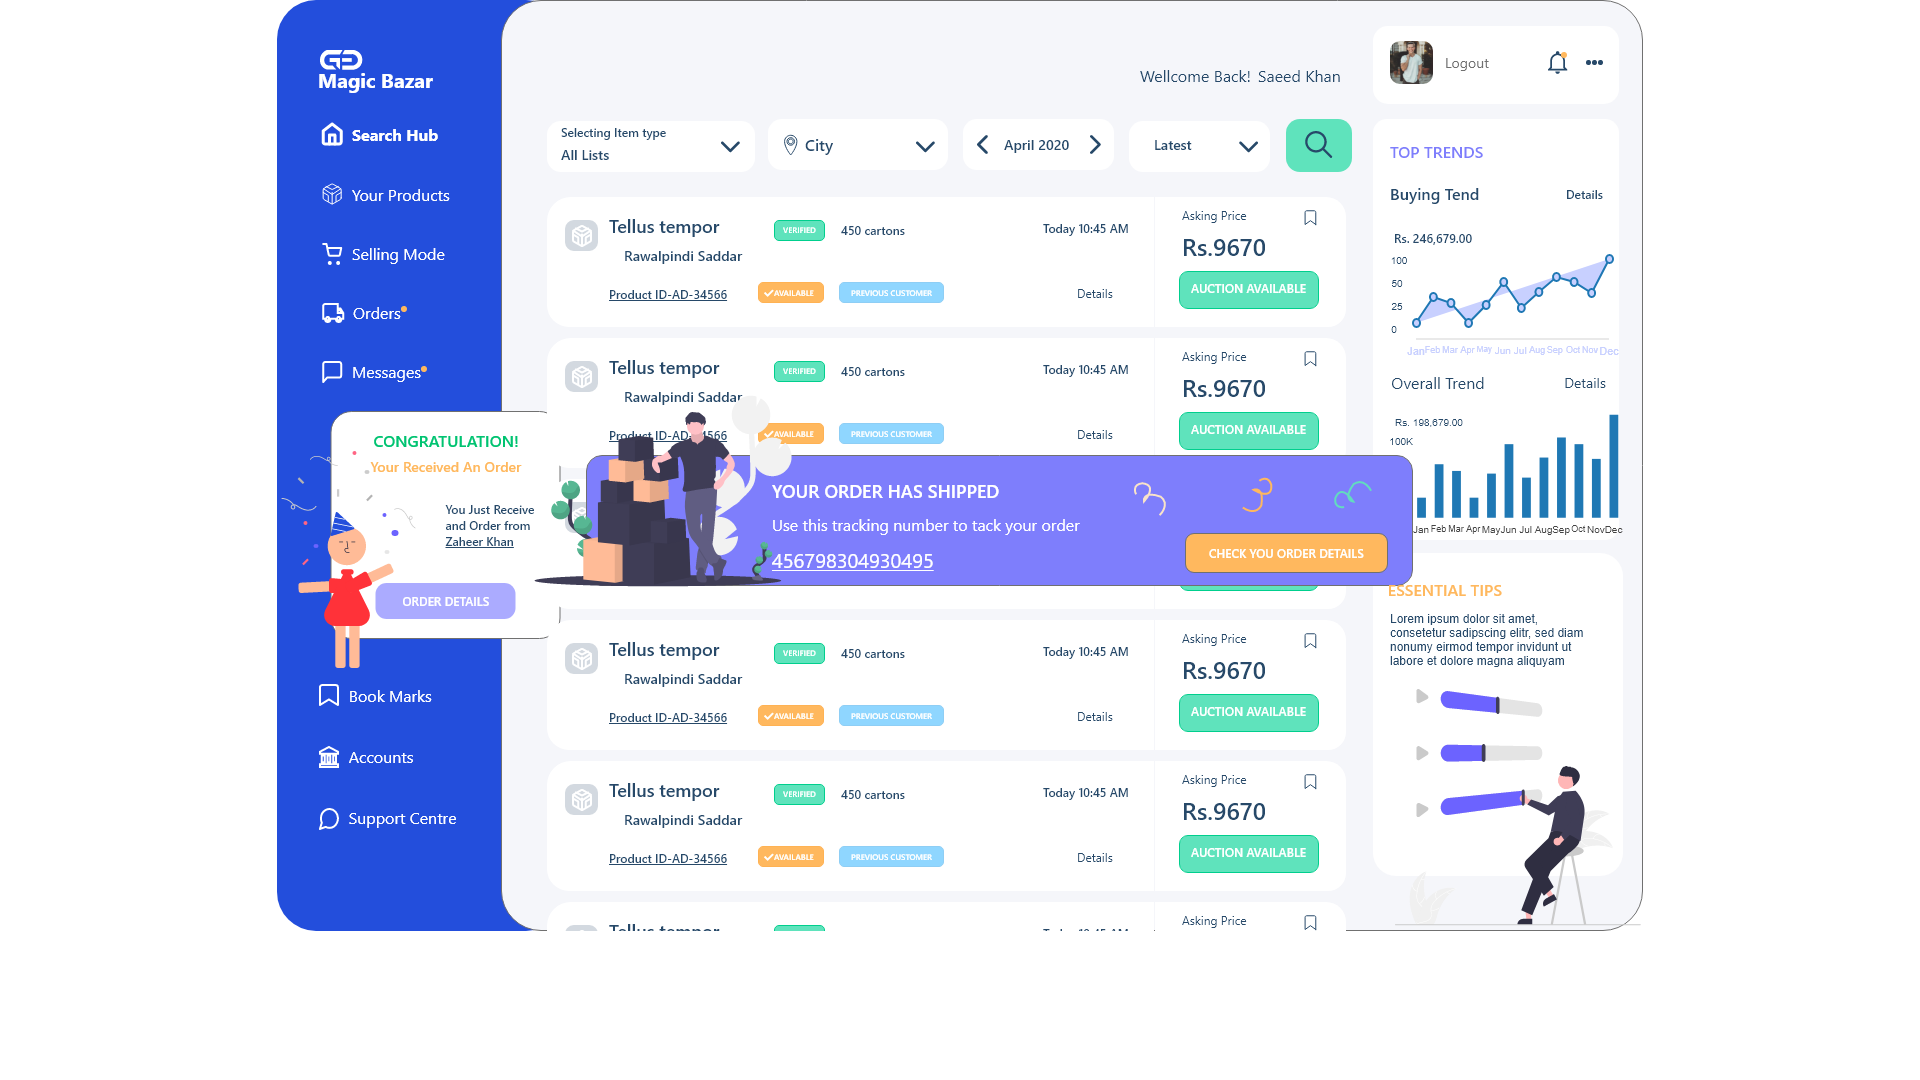 Magic Bazar
Search Hub
Your Products
Selling Mode
Orders
Messages
Book Marks
Accounts
Support Centre
CONGRATULATION!
Your Received An Order
You Just Receive
and Order from
Zaheer Khan
ORDER DETAILS
Wellcome Back! Saeed Khan
Logout
Selecting Item type
All Lists
City
April 2020
Latest
Tellus tempor
VERIFIED
450 cartons
Today 10:45 AM
Rawalpindi Saddar
Product ID-AD-34566
AVAILABLE
PREVIOUS CUSTOMER
Details
Asking Price
Rs.9670
AUCTION AVAILABLE
Tellus tempor
VERIFIED
450 cartons
Today 10:45 AM
Rawalpindi Saddar
Product ID-AD-34566
AVAILABLE
PREVIOUS CUSTOMER
Details
Asking Price
Rs.9670
AUCTION AVAILABLE
YOUR ORDER HAS SHIPPED
Use this tracking number to tack your order
456798304930495
CHECK YOU ORDER DETAILS
Tellus tempor
VERIFIED
450 cartons
Today 10:45 AM
Rawalpindi Saddar
Product ID-AD-34566
AVAILABLE
PREVIOUS CUSTOMER
Details
Asking Price
Rs.9670
AUCTION AVAILABLE
Tellus tempor
VERIFIED
450 cartons
Today 10:45 AM
Rawalpindi Saddar
Product ID-AD-34566
AVAILABLE
PREVIOUS CUSTOMER
Details
Asking Price
Rs.9670
AUCTION AVAILABLE
Tellus tempor
Today 10:45 AM
Asking Price
TOP TRENDS
Buying Tend
Details
Rs. 246,679.00
100
50
25
0
Jan Feb Mar Apr May Jun Jul Aug Sep Oct Nov Dec
Overall Trend
Details
Rs. 198,679.00
100K
Jan Feb Mar Apr May Jun Jul Aug Sep Oct Nov Dec
ESSENTIAL TIPS
Lorem ipsum dolor sit amet,
consetetur sadipscing elitr, sed diam
nonumy eirmod tempor invidunt ut
labore et dolore magna aliquyam